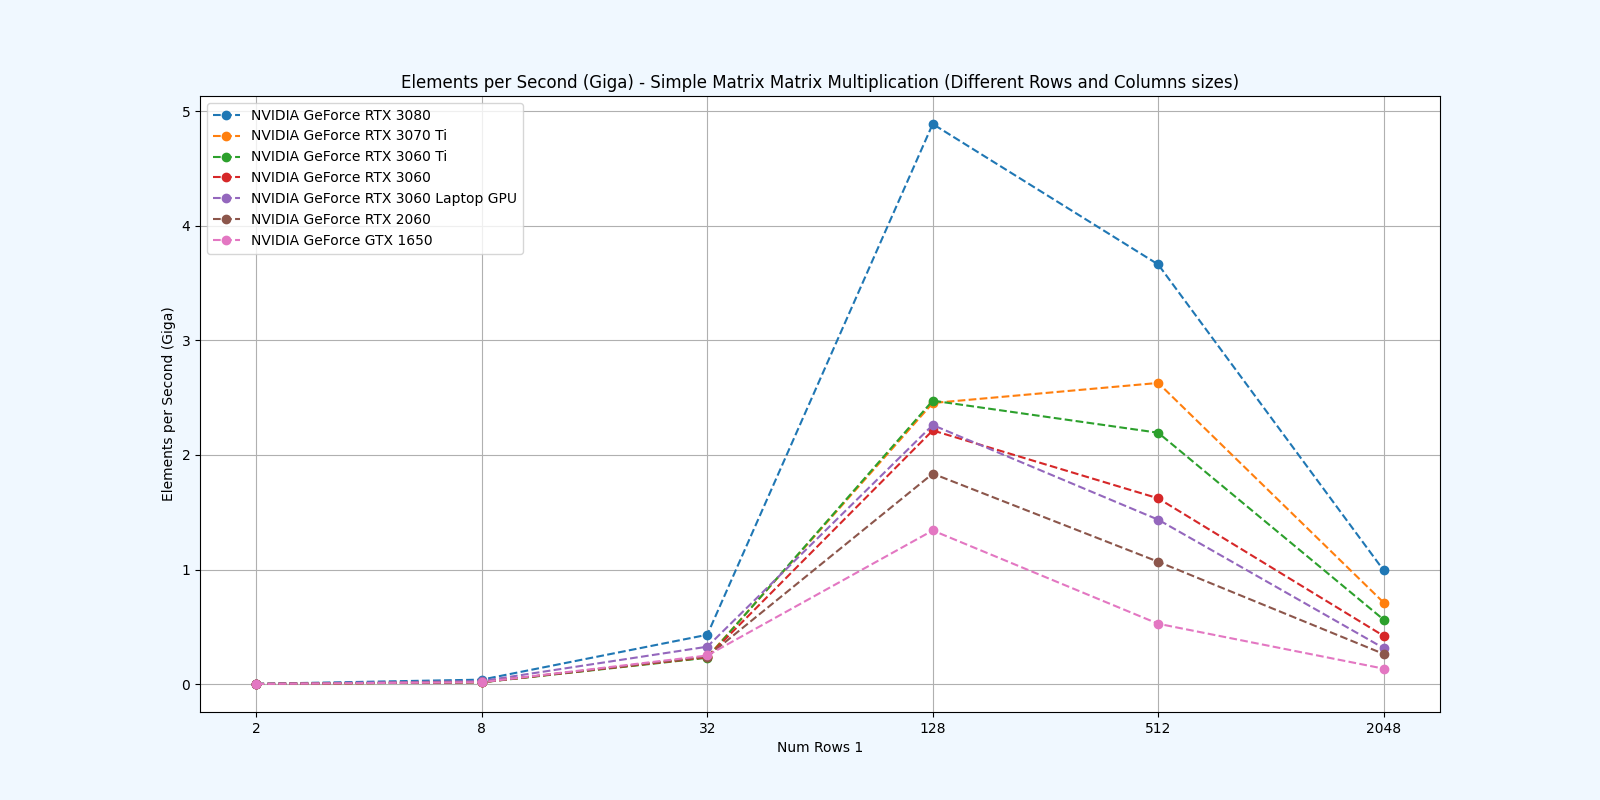 Elements per Second (Giga) - Simple Matrix Matrix Multiplication (Different Rows and Columns sizes)
NVIDIA GeForce RTX 3080
NVIDIA GeForce RTX 3070 Ti
NVIDIA GeForce RTX 3060 Ti
NVIDIA GeForce RTX 3060
NVIDIA GeForce RTX 3060 Laptop GPU
NVIDIA GeForce RTX 2060
NVIDIA GeForce GTX 1650
Elements per Second (Giga)
5
4
3
2
1
0
2 8 32 128 512 2048
Num Rows 1